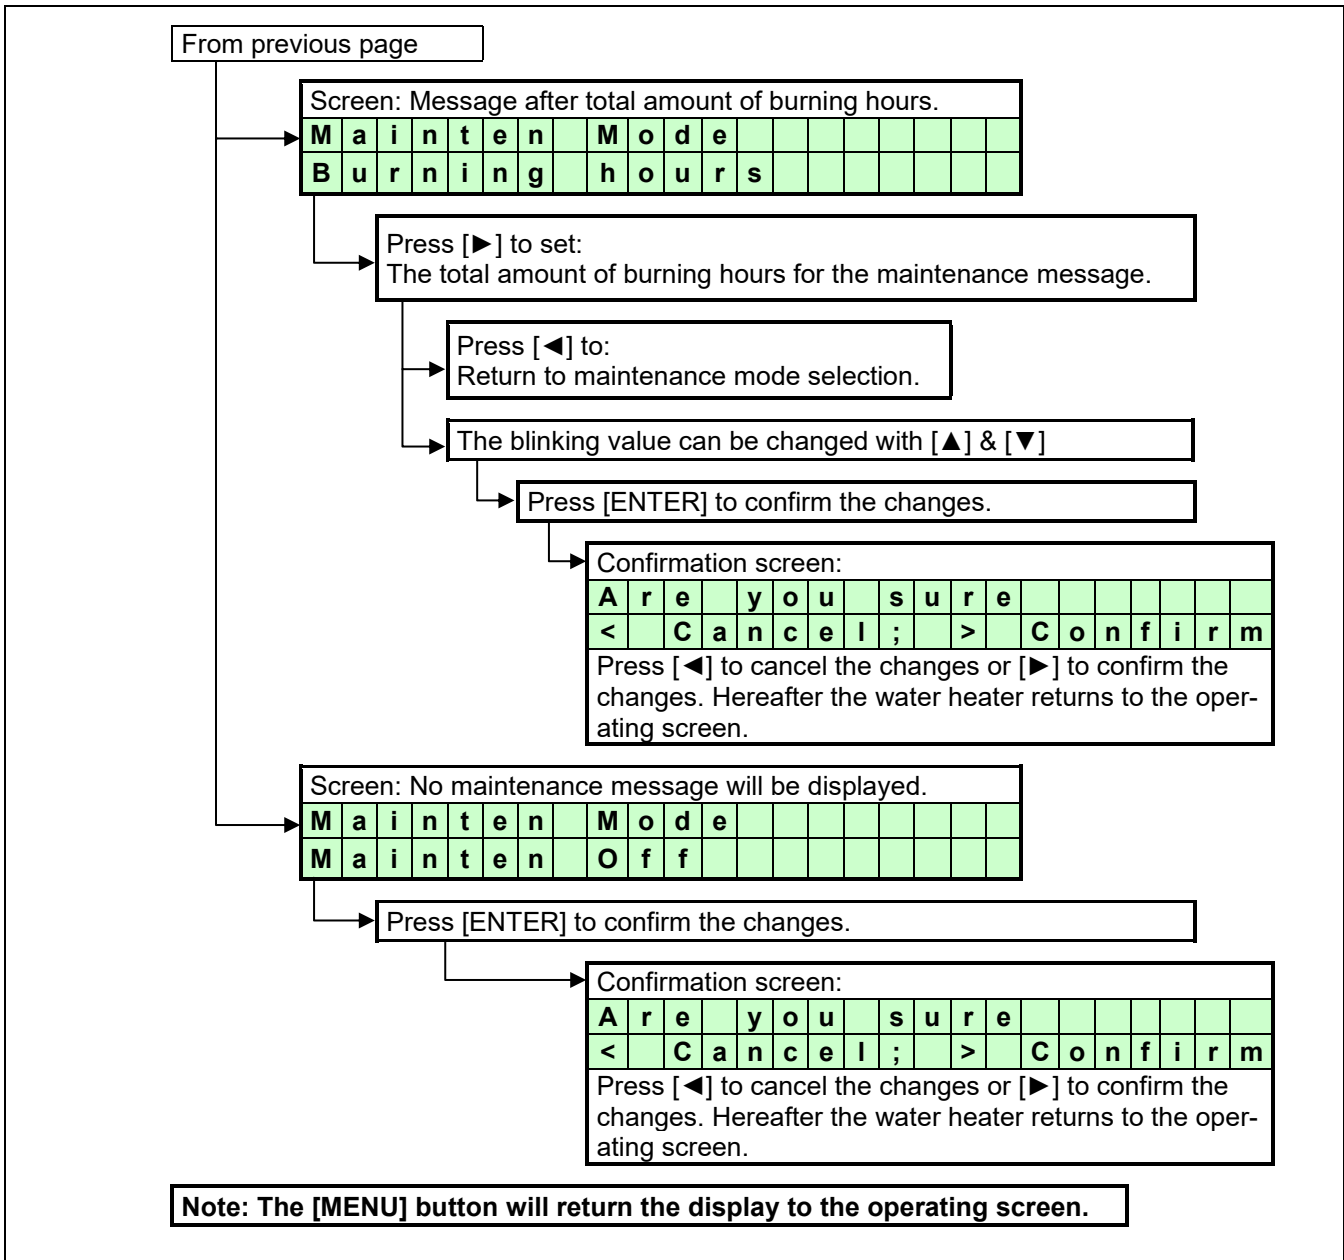 From previous page
Screen: Message after total amount of burning hours.
Mainten Mode
Burning hours
Press [►] to set:
The total amount of burning hours for the maintenance message.
Press [◄] to:
Return to maintenance mode selection.
The blinking value can be changed with [▲] & [▼]
Press [ENTER] to confirm the changes.
Confirmation screen:
Are you sure
< Cancel; > Confirm
Press [◄] to cancel the changes or [►] to confirm the
changes. Hereafter the water heater returns to the oper-
ating screen.
Screen: No maintenance message will be displayed.
Mainten Mode
Mainten Off
Press [ENTER] to confirm the changes.
Confirmation screen:
Are you sure
< Cancel; > Confirm
Press [◄] to cancel the changes or [►] to confirm the
changes. Hereafter the water heater returns to the oper-
ating screen.
Note: The [MENU] button will return the display to the operating screen.